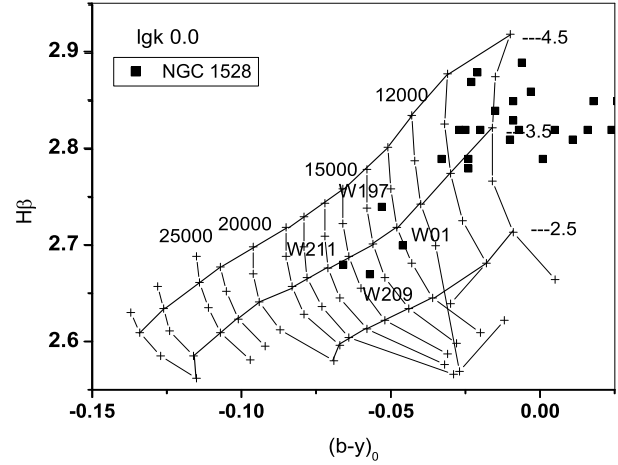 lgk 0.0
NGC 1528
2.9
2.8
2.7
2.6
Hβ
---4.5
---3.5
---2.5
12000
15000
20000
25000
W197
W211
W01
W209
-0.15
-0.10
-0.05
0.00
(b-y)0